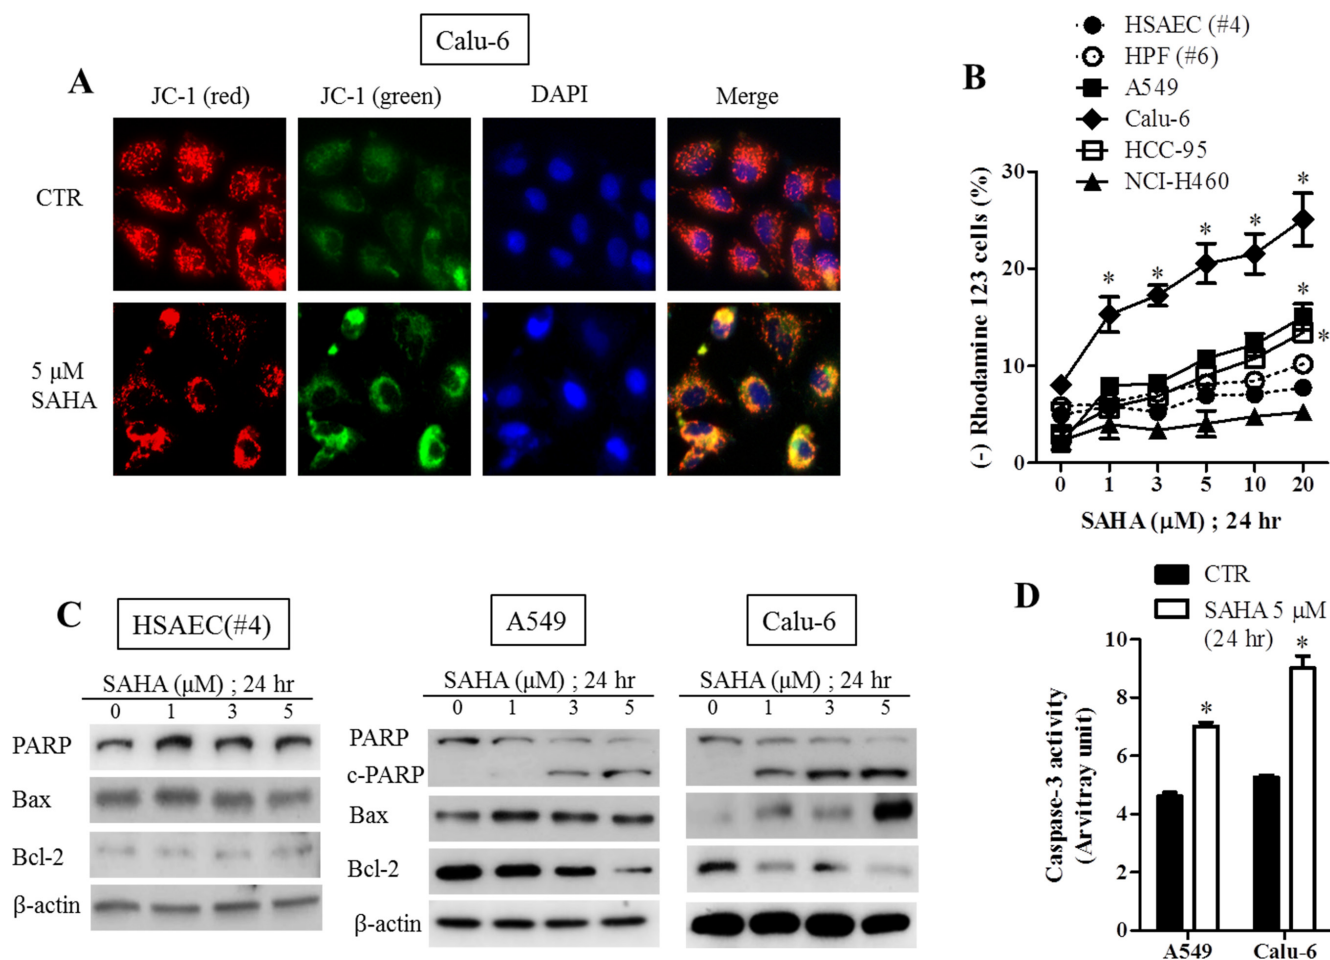 Calu-6
A
JC-1 (red) JC-1 (green) DAPI Merge
CTR
5 μM
SAHA
B
HSAEC (#4)
HPF (#6)
A549
Calu-6
HCC-95
NCI-H460
(-) Rhodamine 123 cells (%)
30
20
10
0
* * * * * * *
0 1 3 5 10 20
SAHA (μM) ; 24 hr
C
HSAEC(#4)
SAHA (μM) ; 24 hr
0 1 3 5
PARP
Bax
Bcl-2
β-actin
A549
SAHA (μM) ; 24 hr
0 1 3 5
PARP
c-PARP
Bax
Bcl-2
β-actin
Calu-6
SAHA (μM) ; 24 hr
0 1 3 5
D
CTR
SAHA 5 μM
(24 hr)
Caspase-3 activity
(Arvitray unit)
10
8
6
4
2
0
* *
A549 Calu-6